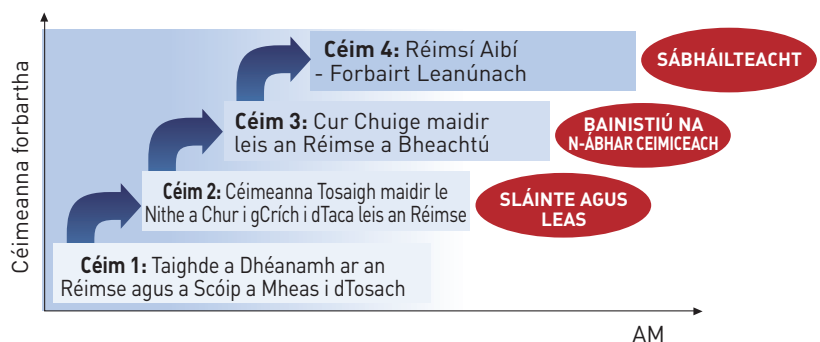 Céimeanna forbartha
Céim 4: Réimsí Aibí
- Forbairt Leanúnach
SÁBHÁILTEACHT
Céim 3: Cur Chuige maidir
leis an Réimse a Bheachtú
BAINISTIÚ NA
N-ÁBHAR CEIMICEACH
Céim 2: Céimeanna Tosaigh maidir le
Nithe a Chur i gCrích i dTaca leis an Réimse
SLÁINTE AGUS
LEAS
Céim 1: Taighde a Dhéanamh ar an
Réimse agus a Scóip a Mheas i dTosach
AM